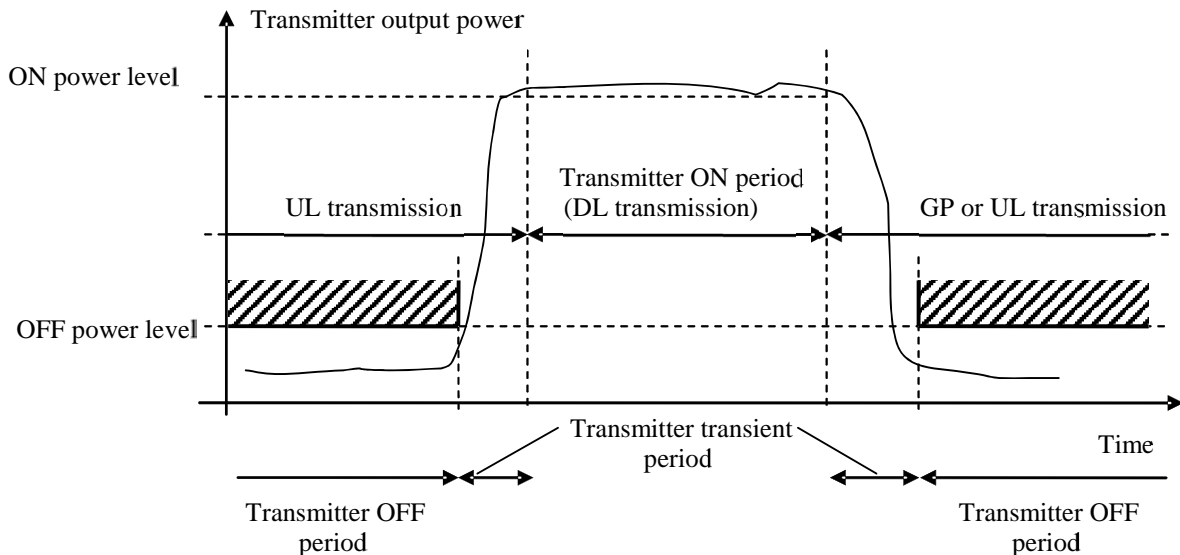 Transmitter output power
ON power level
Transmitter ON period
(DL transmission)
UL transmission
GP or UL transmission
OFF power level
Transmitter transient
period
Time
Transmitter OFF
period
Transmitter OFF
period